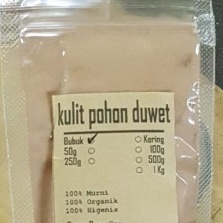 kulit pohon duwet
Bubuk ✓ ○ Kering
50g ○ ○ 100g
250g ○ ○ 500g
○ 1 Kg
100% Murni
100% Organik
100% Higenis